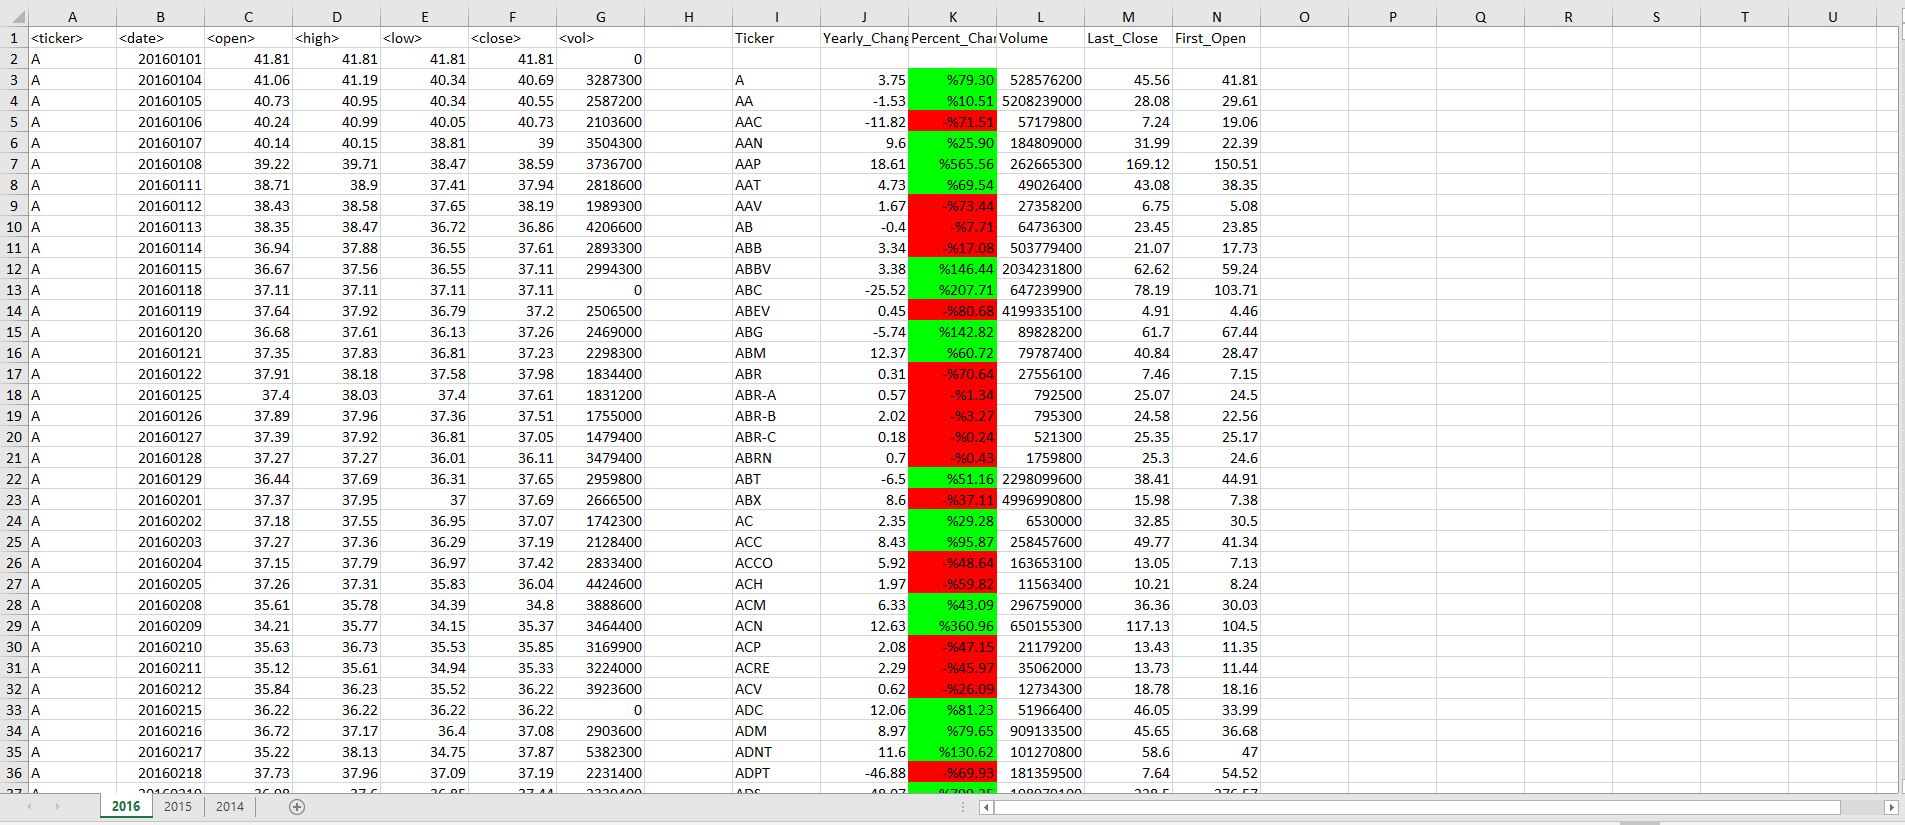 A B C D E F G H I J K L M N O P Q R S T U
1 <ticker> <date> <open> <high> <low> <close> <vol> Ticker Yearly_Chang Percent_Chan Volume Last_Close First_Open
2 A 20160101 41.81 41.81 41.81 41.81 0
3 A 20160104 41.06 41.19 40.34 40.69 3287300 A 3.75 %79.30 528576200 45.56 41.81
4 A 20160105 40.73 40.95 40.34 40.55 2587200 AA -1.53 %10.51 5208239000 28.08 29.61
5 A 20160106 40.24 40.99 40.05 40.73 2103600 AAC -11.82 -%71.51 57179800 7.24 19.06
6 A 20160107 40.14 40.15 38.81 39 3504300 AAN 9.6 %25.90 184809000 31.99 22.39
7 A 20160108 39.22 39.71 38.47 38.59 3736700 AAP 18.61 %565.56 262665300 169.12 150.51
8 A 20160111 38.71 38.9 37.41 37.94 2818600 AAT 4.73 %69.54 49026400 43.08 38.35
9 A 20160112 38.43 38.58 37.65 38.19 1989300 AAV 1.67 -%73.44 27358200 6.75 5.08
10 A 20160113 38.35 38.47 36.72 36.86 4206600 AB -0.4 -%7.71 64736300 23.45 23.85
11 A 20160114 36.94 37.88 36.55 37.61 2893300 ABB 3.34 -%17.08 503779400 21.07 17.73
12 A 20160115 36.67 37.56 36.55 37.11 2994300 ABBV 3.38 %146.44 2034231800 62.62 59.24
13 A 20160118 37.11 37.11 37.11 37.11 0 ABC -25.52 %207.71 647239900 78.19 103.71
14 A 20160119 37.64 37.92 36.79 37.2 2506500 ABEV 0.45 -%80.68 4199335100 4.91 4.46
15 A 20160120 36.68 37.61 36.13 37.26 2469000 ABG -5.74 %142.82 89828200 61.7 67.44
16 A 20160121 37.35 37.83 36.81 37.23 2298300 ABM 12.37 %60.72 79787400 40.84 28.47
17 A 20160122 37.91 38.18 37.58 37.98 1834400 ABR 0.31 -%70.64 27556100 7.46 7.15
18 A 20160125 37.4 38.03 37.4 37.61 1831200 ABR-A 0.57 -%1.34 792500 25.07 24.5
19 A 20160126 37.89 37.96 37.36 37.51 1755000 ABR-B 2.02 -%3.27 795300 24.58 22.56
20 A 20160127 37.39 37.92 36.81 37.05 1479400 ABR-C 0.18 -%0.24 521300 25.35 25.17
21 A 20160128 37.27 37.27 36.01 36.11 3479400 ABRN 0.7 -%0.43 1759800 25.3 24.6
22 A 20160129 36.44 37.69 36.31 37.65 2959800 ABT -6.5 %51.16 2298099600 38.41 44.91
23 A 20160201 37.37 37.95 37 37.69 2666500 ABX 8.6 -%37.11 4996990800 15.98 7.38
24 A 20160202 37.18 37.55 36.95 37.07 1742300 AC 2.35 %29.28 6530000 32.85 30.5
25 A 20160203 37.27 37.36 36.29 37.19 2128400 ACC 8.43 %95.87 258457600 49.77 41.34
26 A 20160204 37.15 37.79 36.97 37.42 2833400 ACCO 5.92 -%48.64 163653100 13.05 7.13
27 A 20160205 37.26 37.31 35.83 36.04 4424600 ACH 1.97 -%59.82 11563400 10.21 8.24
28 A 20160208 35.61 35.78 34.39 34.8 3888600 ACM 6.33 %43.09 296759000 36.36 30.03
29 A 20160209 34.21 35.77 34.15 35.37 3464400 ACN 12.63 %360.96 650155300 117.13 104.5
30 A 20160210 35.63 36.73 35.53 35.85 3169900 ACP 2.08 -%47.15 21179200 13.43 11.35
31 A 20160211 35.12 35.61 34.94 35.33 3224000 ACRE 2.29 -%45.97 35062000 13.73 11.44
32 A 20160212 35.84 36.23 35.52 36.22 3923600 ACV 0.62 -%26.09 12734300 18.78 18.16
33 A 20160215 36.22 36.22 36.22 36.22 0 ADC 12.06 %81.23 51966400 46.05 33.99
34 A 20160216 36.72 37.17 36.4 37.08 2903600 ADM 8.97 %79.65 909133500 45.65 36.68
35 A 20160217 35.22 38.13 34.75 37.87 5382300 ADNT 11.6 %130.62 101270800 58.6 47
36 A 20160218 37.73 37.96 37.09 37.19 2231400 ADPT -46.88 -%69.93 181359500 7.64 54.52
2016 2015 2014